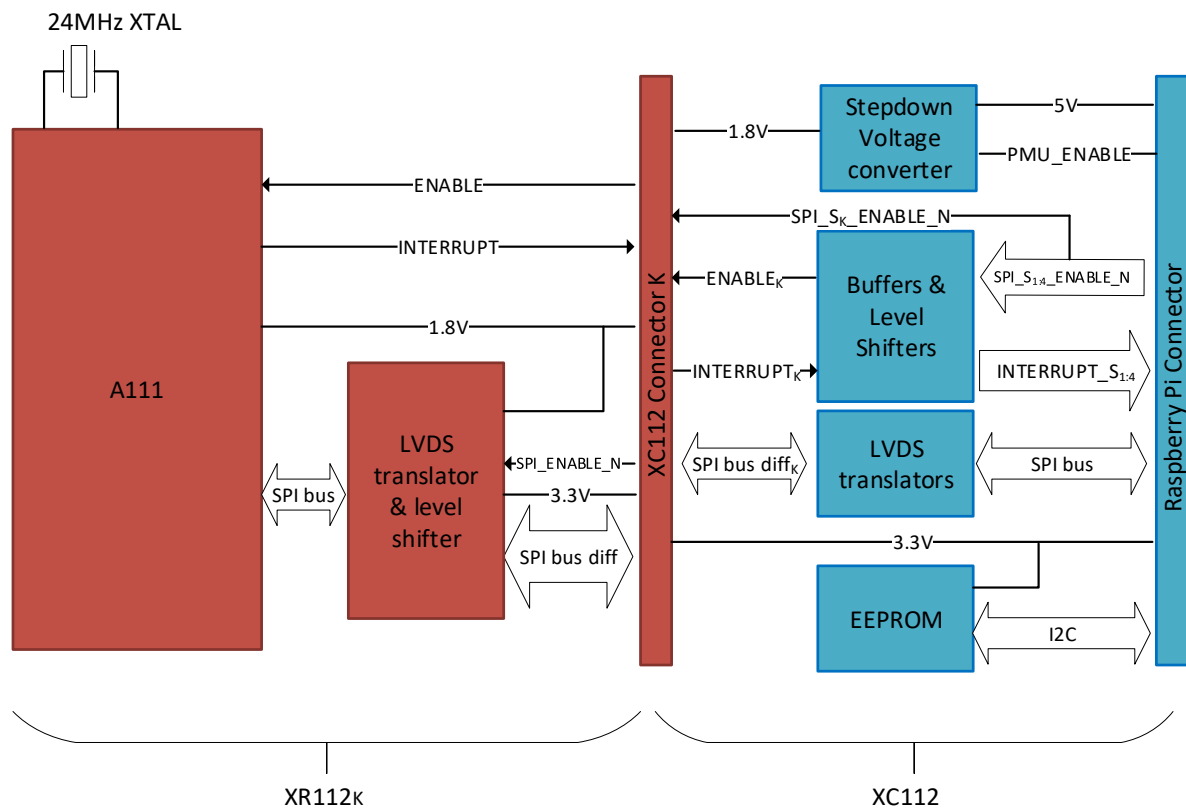 24MHz XTAL
A111
ENABLE
INTERRUPT
1.8V
LVDS
translator
& level
shifter
SPI bus
SPI_ENABLE_N
3.3V
SPI bus diff
XC112 Connector K
1.8V
Stepdown
Voltage
converter
5V
PMU_ENABLE
SPI_SK_ENABLE_N
ENABLEK
INTERRUPTK
Buffers &
Level
Shifters
SPI_S1:4_ENABLE_N
INTERRUPT_S1:4
SPI bus diffK
LVDS
translators
SPI bus
3.3V
EEPROM
I2C
Raspberry Pi Connector
XR112K
XC112